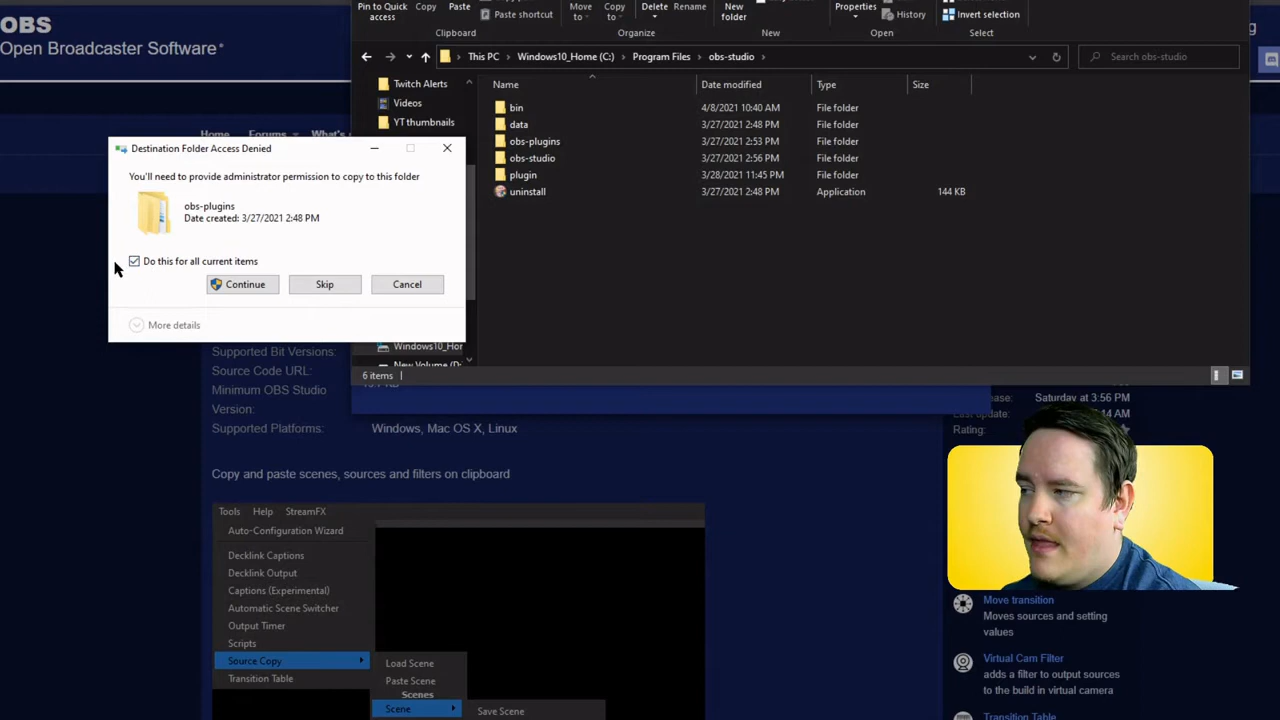 OBS
Open Broadcaster Software®
Pin to Quick access
Copy
Paste
Paste shortcut
Move to
Copy to
Delete
Rename
New folder
Properties
History
Invert selection
Clipboard
Organize
New
Open
Select
This PC > Windows10_Home (C:) > Program Files > obs-studio >
Search obs-studio
Twitch Alerts
Videos
YT thumbnails
Name Date modified Type Size
bin 4/8/2021 10:40 AM File folder
data 3/27/2021 2:48 PM File folder
obs-plugins 3/27/2021 2:53 PM File folder
obs-studio 3/27/2021 2:56 PM File folder
plugin 3/28/2021 11:45 PM File folder
uninstall 3/27/2021 2:48 PM Application 144 KB
Home Forums What's
Destination Folder Access Denied
You'll need to provide administrator permission to copy to this folder
obs-plugins
Date created: 3/27/2021 2:48 PM
Do this for all current items
Continue Skip Cancel
More details
Windows10_Hor
New Volume (D:
6 items
Supported Bit Versions:
Source Code URL:
Minimum OBS Studio
Version:
Supported Platforms: Windows, Mac OS X, Linux
ease: Saturday at 3:56 PM
Last update:
14 AM
Rating:
Copy and paste scenes, sources and filters on clipboard
Tools Help StreamFX
Auto-Configuration Wizard
Decklink Captions
Decklink Output
Captions (Experimental)
Automatic Scene Switcher
Output Timer
Scripts
Source Copy
Transition Table
Load Scene
Paste Scene
Scenes
Scene
Save Scene
Move transition
Moves sources and setting
values
Virtual Cam Filter
adds a filter to output sources
to the build in virtual camera
Transition Table